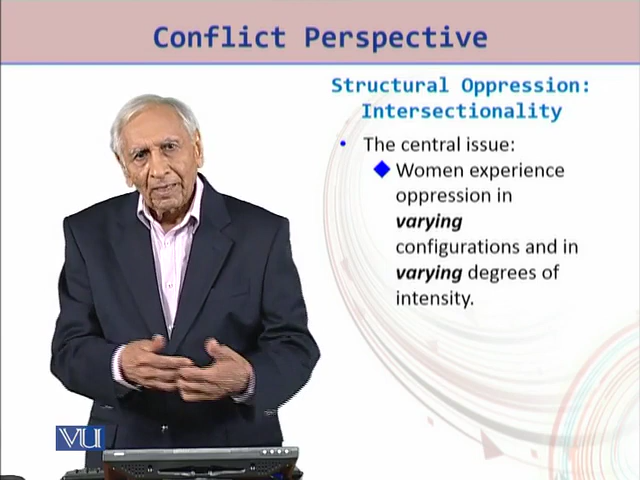 Conflict Perspective
Structural Oppression:
Intersectionality
• The central issue:
◆ Women experience
oppression in
varying
configurations and in
varying degrees of
intensity.
VU